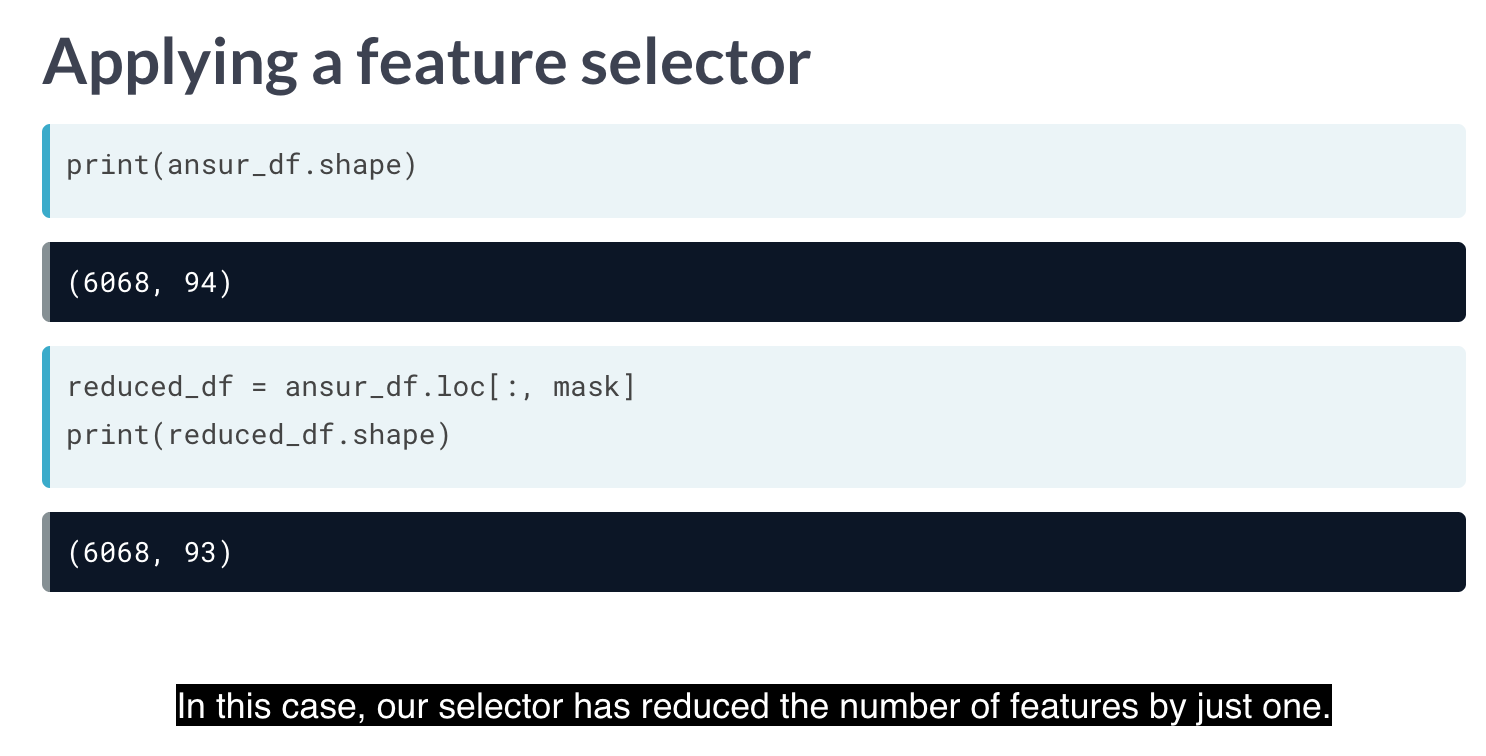 Applying a feature selector
print(ansur_df.shape)
(6068, 94)
reduced_df = ansur_df.loc[:, mask]
print(reduced_df.shape)
(6068, 93)
In this case, our selector has reduced the number of features by just one.